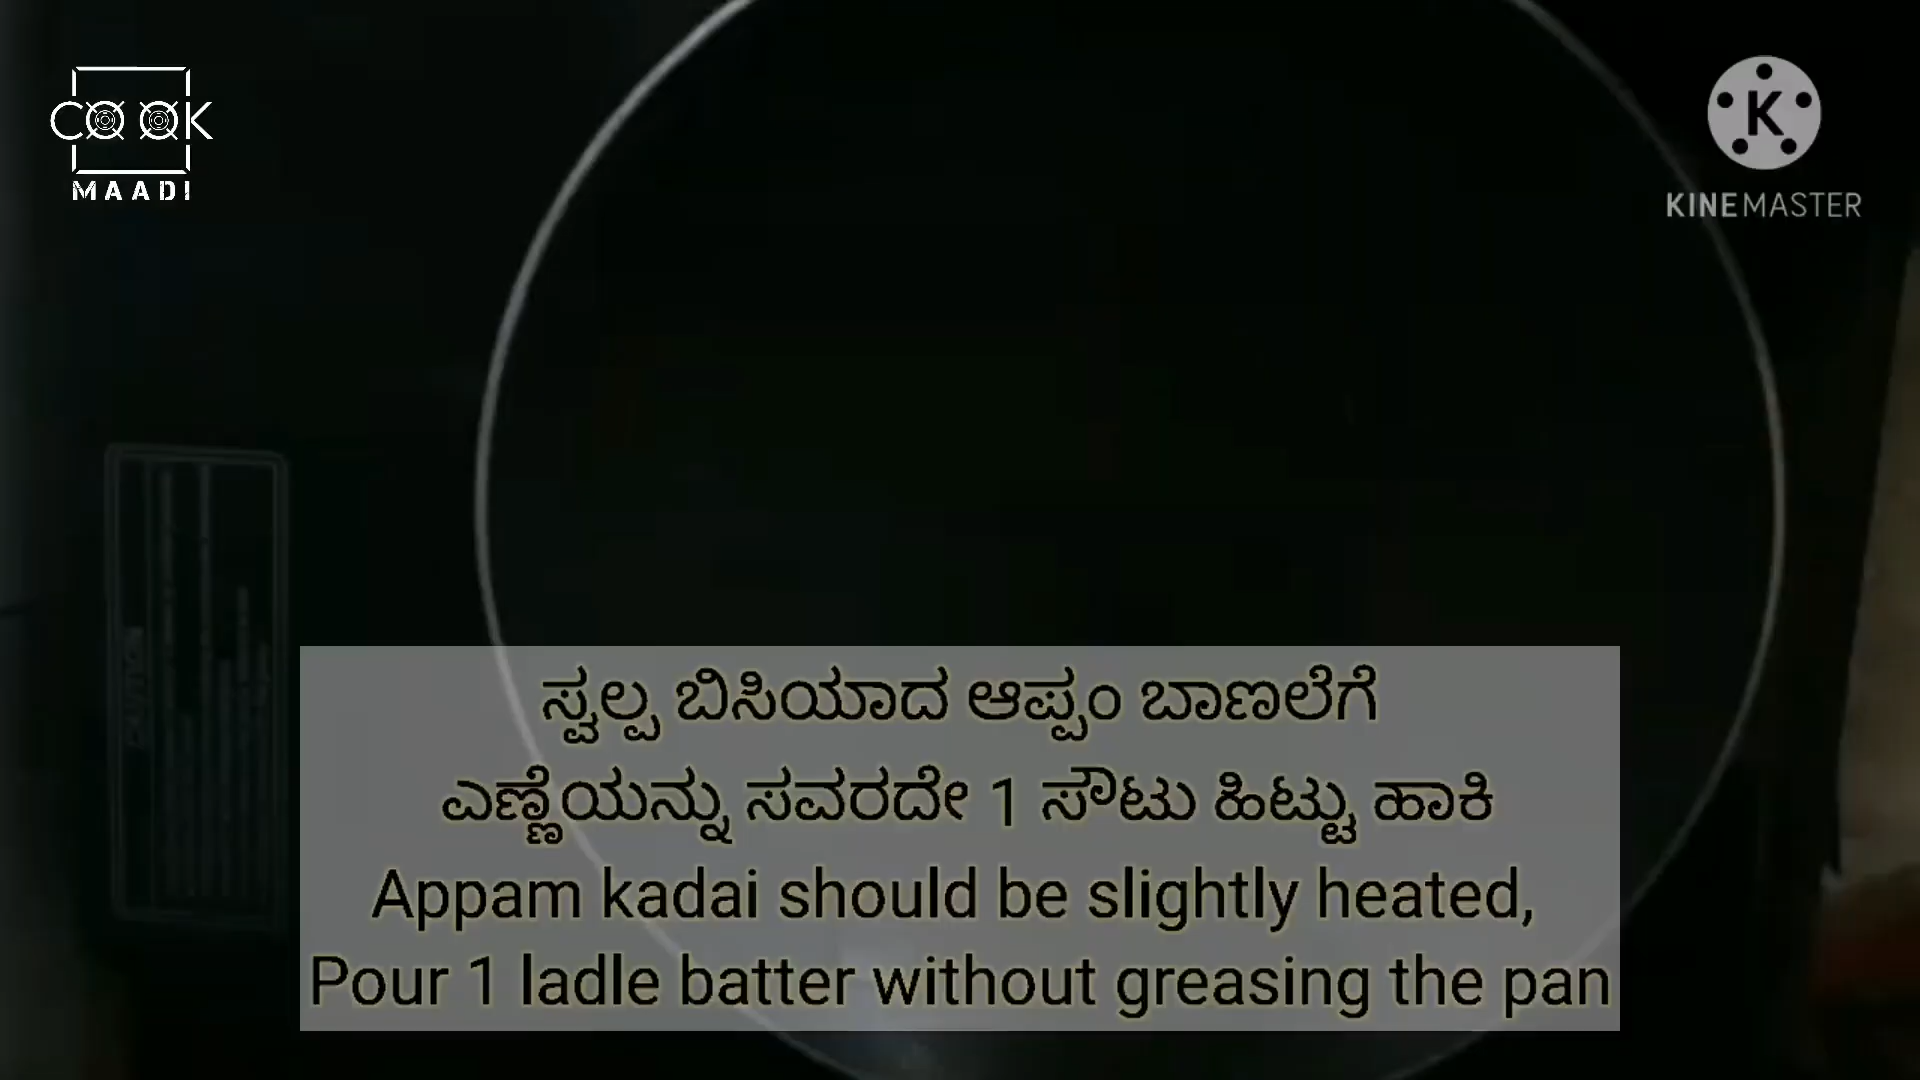 COOK
MAADI
K
KINEMASTER
ಸ್ವಲ್ಪ ಬಿಸಿಯಾದ ಆಪ್ಪಂ ಬಾಣಲೆಗೆ
ಎಣ್ಣೆಯನ್ನು ಸವರದೇ 1 ಸೌಟು ಹಿಟ್ಟು ಹಾಕಿ
Appam kadai should be slightly heated,
Pour 1 ladle batter without greasing the pan